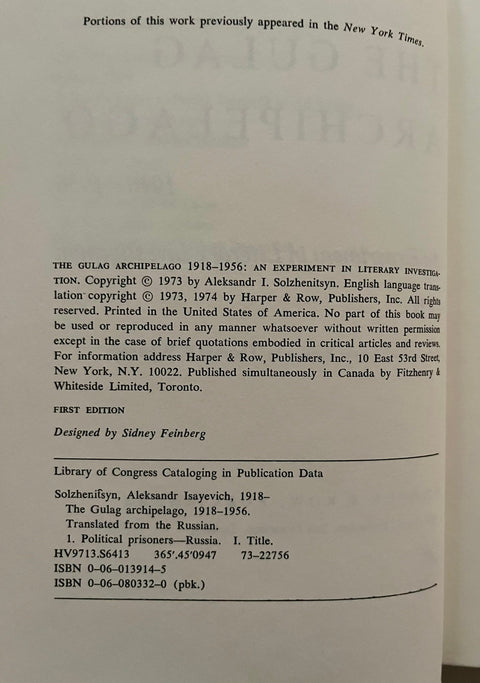 Portions of this work previously appeared in the New York Times.
THE GULAG ARCHIPELAGO 1918–1956: AN EXPERIMENT IN LITERARY INVESTIGA-
TION. Copyright © 1973 by Aleksandr I. Solzhenitsyn. English language trans-
lation copyright © 1973, 1974 by Harper & Row, Publishers, Inc. All rights
reserved. Printed in the United States of America. No part of this book may
be used or reproduced in any manner whatsoever without written permission
except in the case of brief quotations embodied in critical articles and reviews.
For information address Harper & Row, Publishers, Inc., 10 East 53rd Street,
New York, N.Y. 10022. Published simultaneously in Canada by Fitzhenry &
Whiteside Limited, Toronto.
FIRST EDITION
Designed by Sidney Feinberg
Library of Congress Cataloging in Publication Data
Solzhenit͡syn, Aleksandr Isayevich, 1918–
The Gulag archipelago, 1918–1956.
Translated from the Russian.
1. Political prisoners—Russia. I. Title.
HV9713.S6413 365'.45'0947 73–22756
ISBN 0–06–013914–5
ISBN 0–06–080332–0 (pbk.)